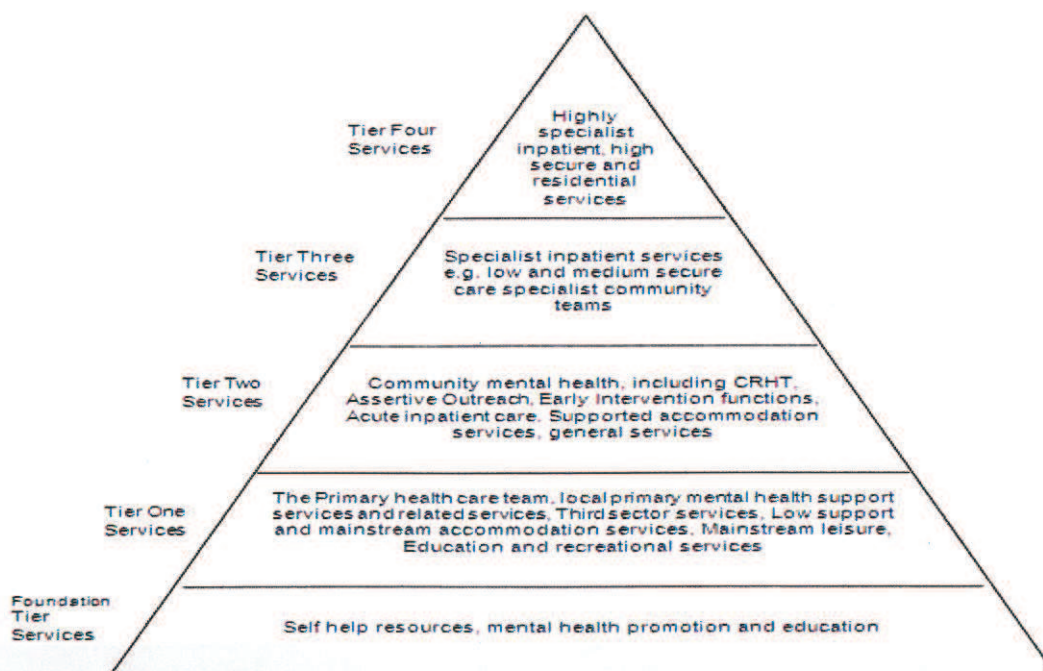 Tier Four
Services
Highly
specialist
inpatient, high
secure and
residential
services
Tier Three
Services
Specialist inpatient services
e.g. low and medium secure
care specialist community
teams
Tier Two
Services
Community mental health, including CRHT,
Assertive Outreach, Early Intervention functions,
Acute inpatient care, Supported accommodation
services, general services
Tier One
Services
The Primary health care team, local primary mental health support
services and related services, Third sector services, Low support
and mainstream accommodation services, Mainstream leisure,
Education and recreational services
Foundation
Tier
Services
Self help resources, mental health promotion and education